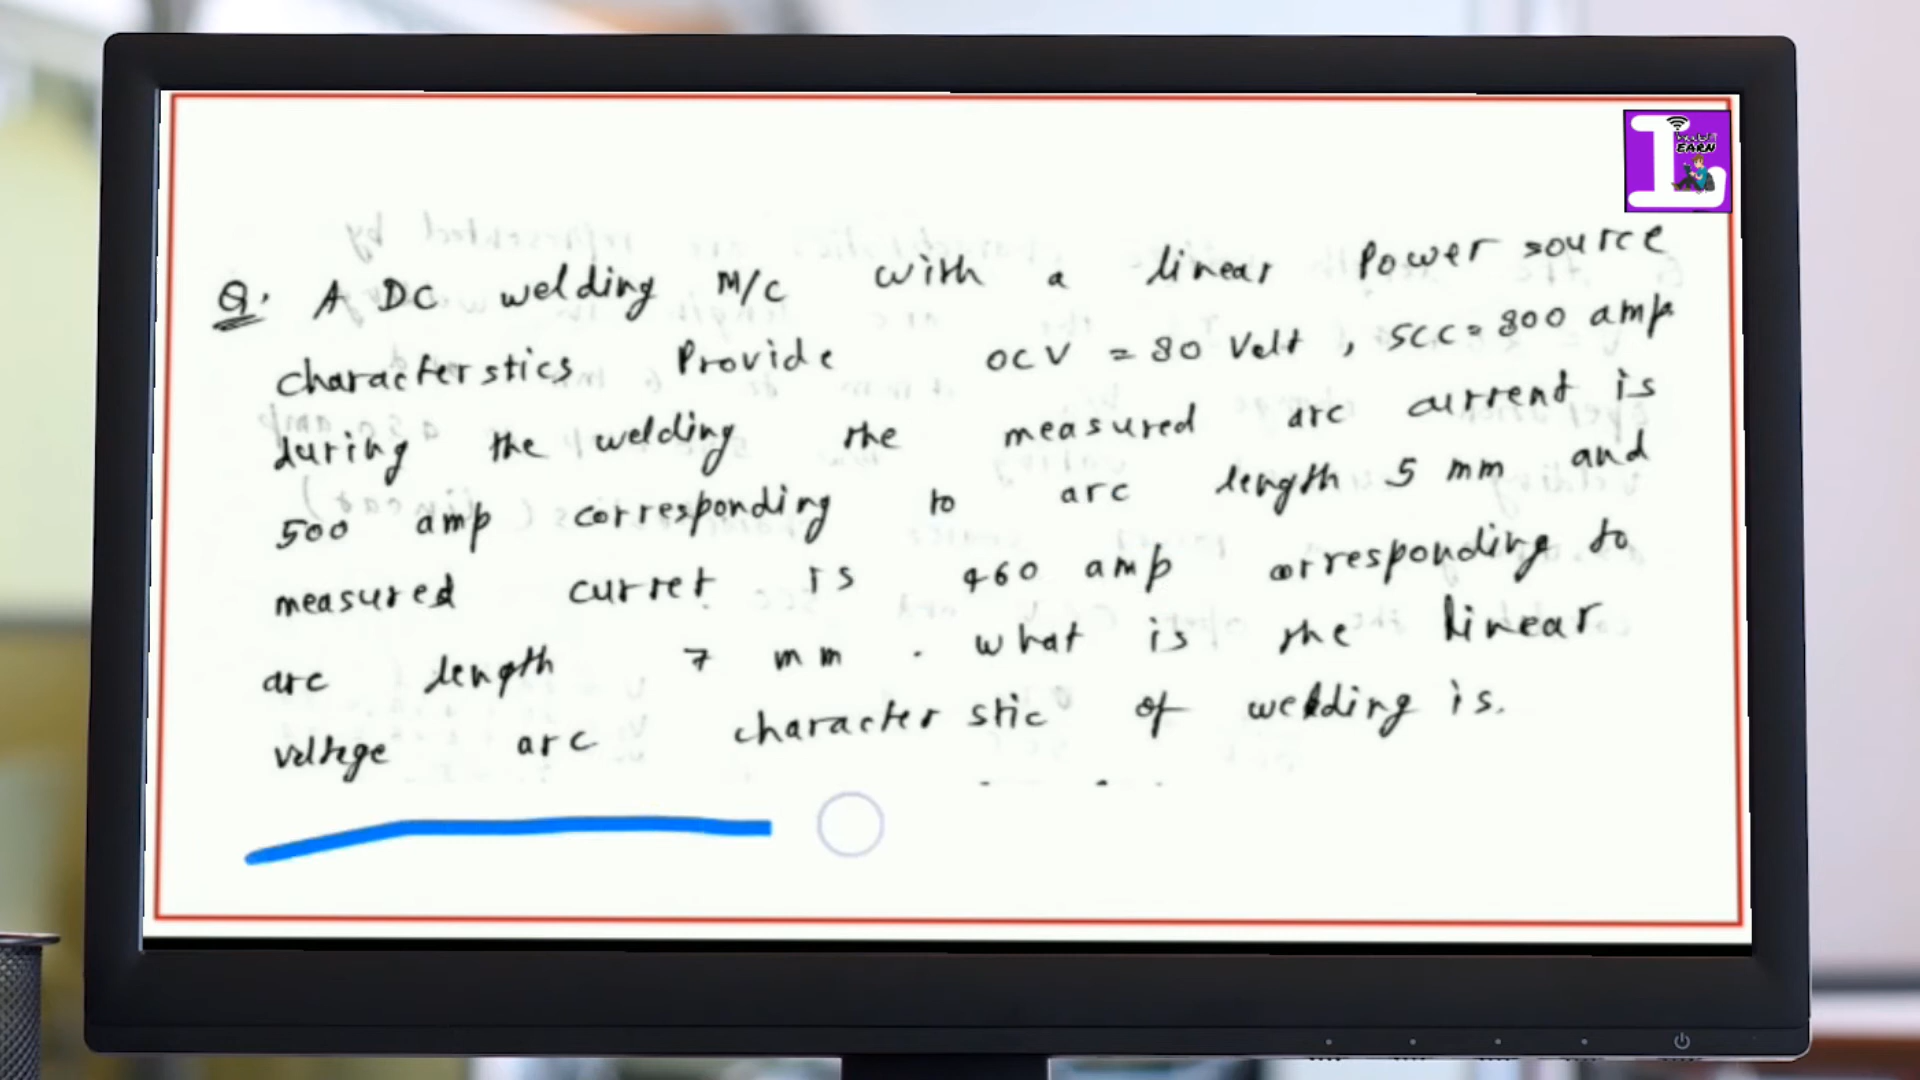 Q. A DC welding M/C with a linear Power source
characterstics Provide OCV = 80 Volt, SCC = 800 amp
during the welding the measured arc current is
500 amp corresponding to arc length 5 mm and
measured curret is 460 amp corresponding to
arc length 7 mm. what is the linear
voltege arc characterstic of welding is.
L
EARN